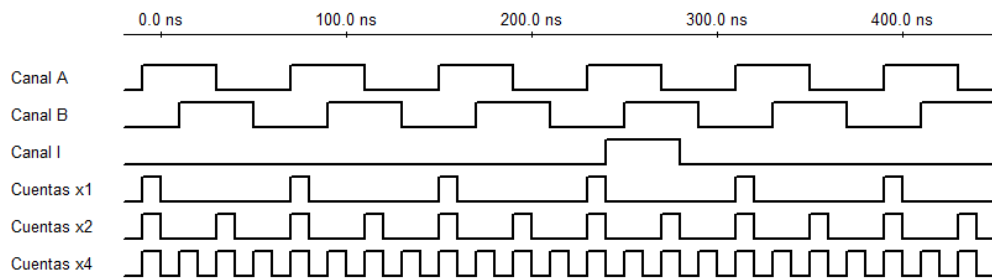 0.0 ns 100.0 ns 200.0 ns 300.0 ns 400.0 ns
Canal A
Canal B
Canal I
Cuentas x1
Cuentas x2
Cuentas x4